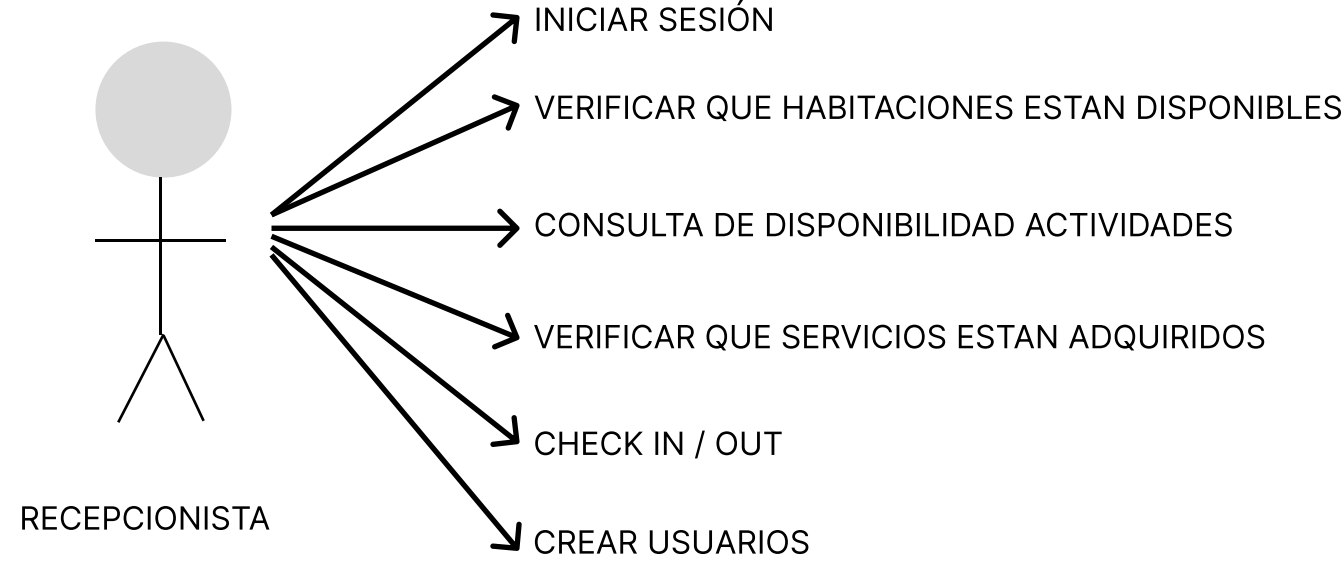 INICIAR SESIÓN
VERIFICAR QUE HABITACIONES ESTAN DISPONIBLES
CONSULTA DE DISPONIBILIDAD ACTIVIDADES
VERIFICAR QUE SERVICIOS ESTAN ADQUIRIDOS
CHECK IN / OUT
RECEPCIONISTA
CREAR USUARIOS